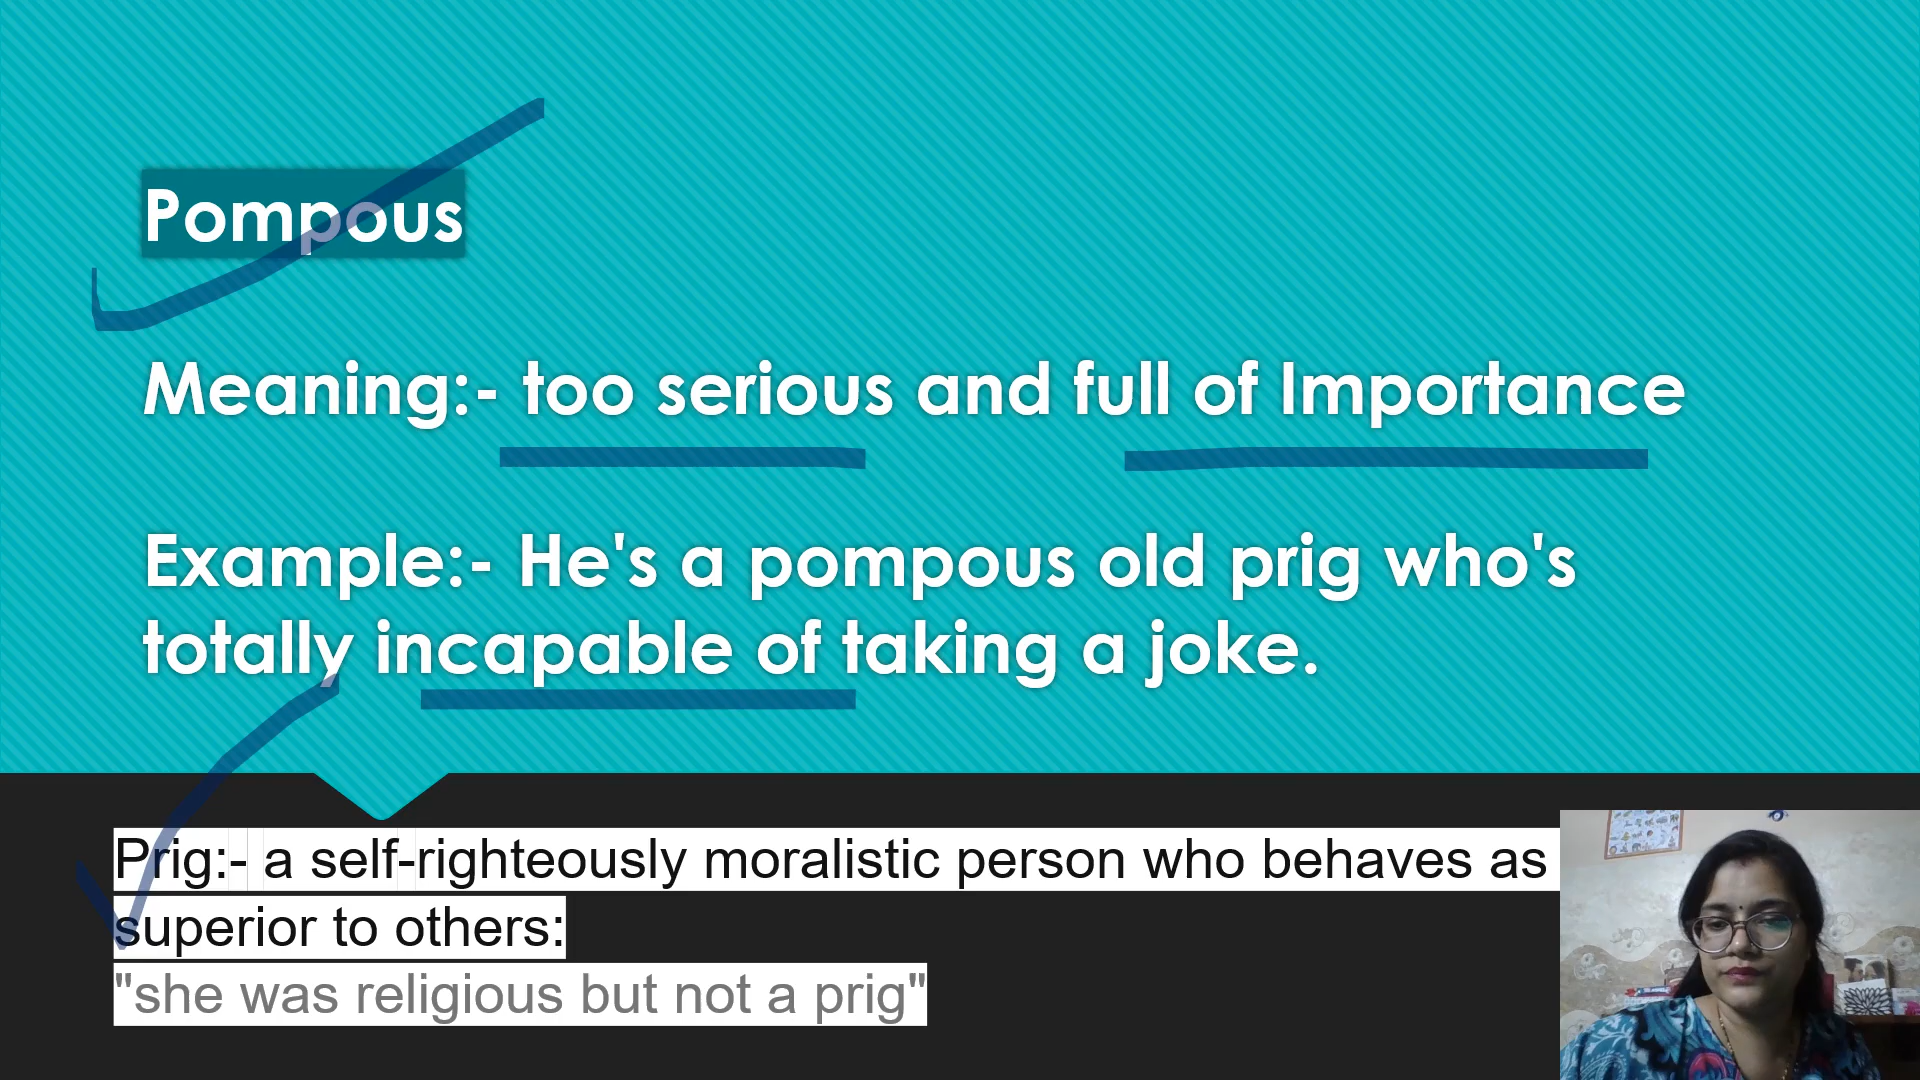 Pompous
Meaning:- too serious and full of Importance
Example:- He's a pompous old prig who's
totally incapable of taking a joke.
Prig:- a self-righteously moralistic person who behaves as
superior to others:
"she was religious but not a prig"